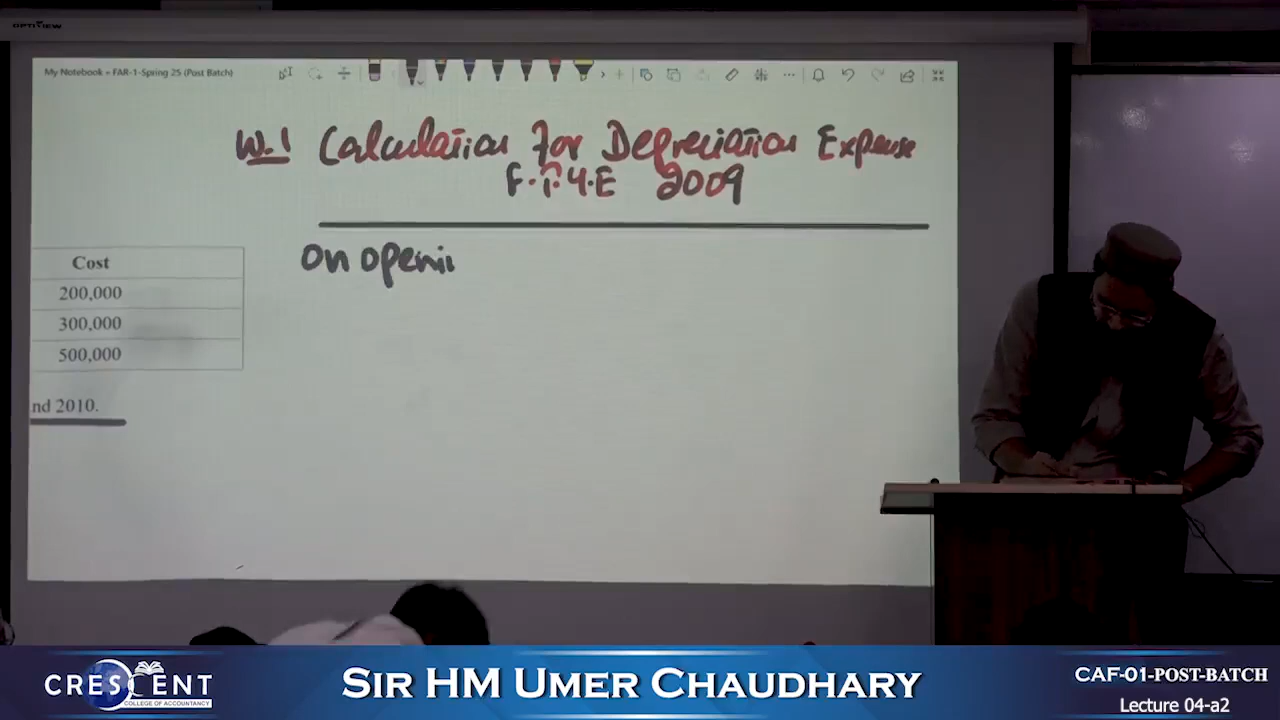 OPTIVIEW
My Notebook - FAR-1-Spring 25 (Post Batch)
W.1 Calculation for Depreciation Expense
F.T.Y.E 2009
On openi
Cost
200,000
300,000
500,000
nd 2010.
CRESCENT
COLLEGE OF ACCOUNTANCY
SIR HM UMER CHAUDHARY
CAF-01-POST-BATCH
Lecture 04-a2